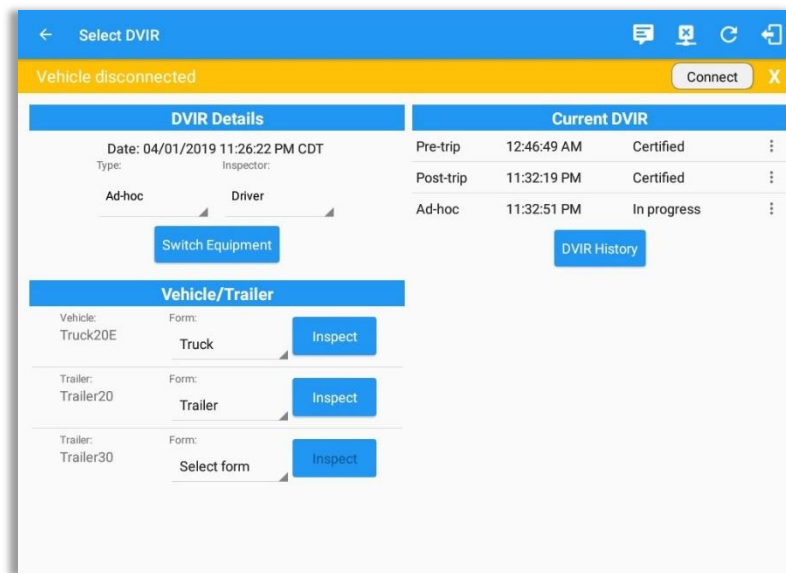 Select DVIR
Vehicle disconnected Connect X
DVIR Details
Date: 04/01/2019 11:26:22 PM CDT
Type: Inspector:
Ad-hoc Driver
Switch Equipment
Vehicle/Trailer
Vehicle: Form:
Truck20E Truck Inspect
Trailer: Form:
Trailer20 Trailer Inspect
Trailer: Form:
Trailer30 Select form Inspect
Current DVIR
Pre-trip 12:46:49 AM Certified
Post-trip 11:32:19 PM Certified
Ad-hoc 11:32:51 PM In progress
DVIR History